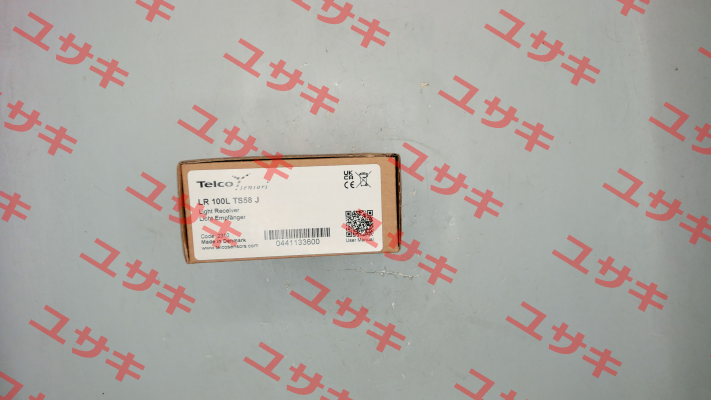 Telco sensors
LR 100L TS58 J
Light Receiver
Licht Empfänger
Made in Denmark
www.telcosensors.com
0441133600
UK
CA
CE
User Manual
ユサキ